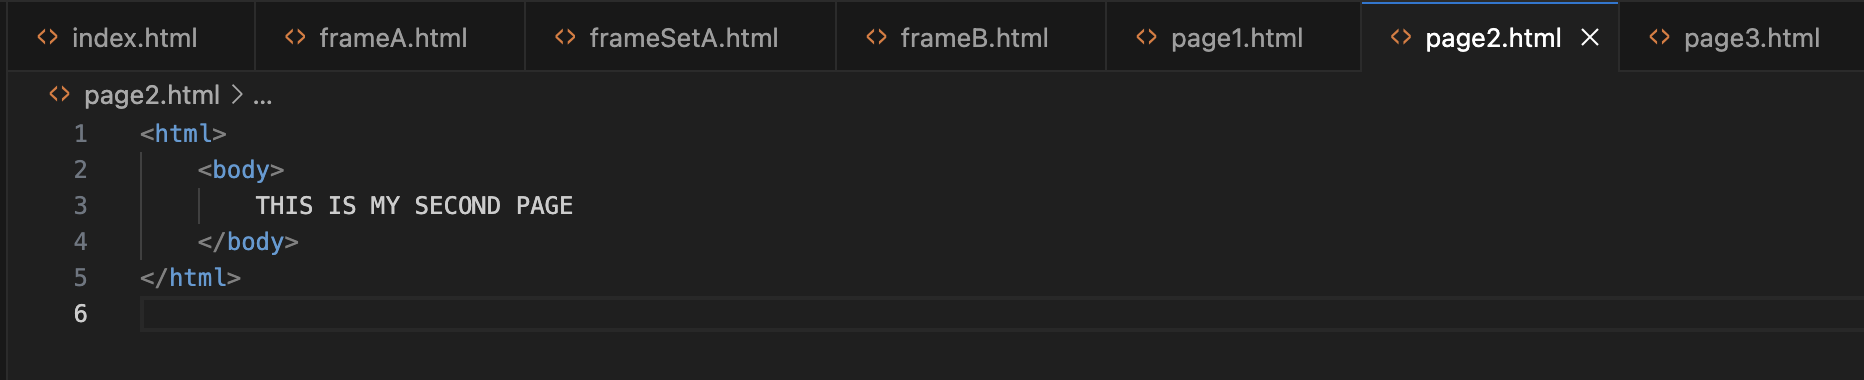 <> index.html <> frameA.html <> frameSetA.html <> frameB.html <> page1.html <> page2.html × <> page3.html
<> page2.html > ...
1 <html>
2 <body>
3 THIS IS MY SECOND PAGE
4 </body>
5 </html>
6